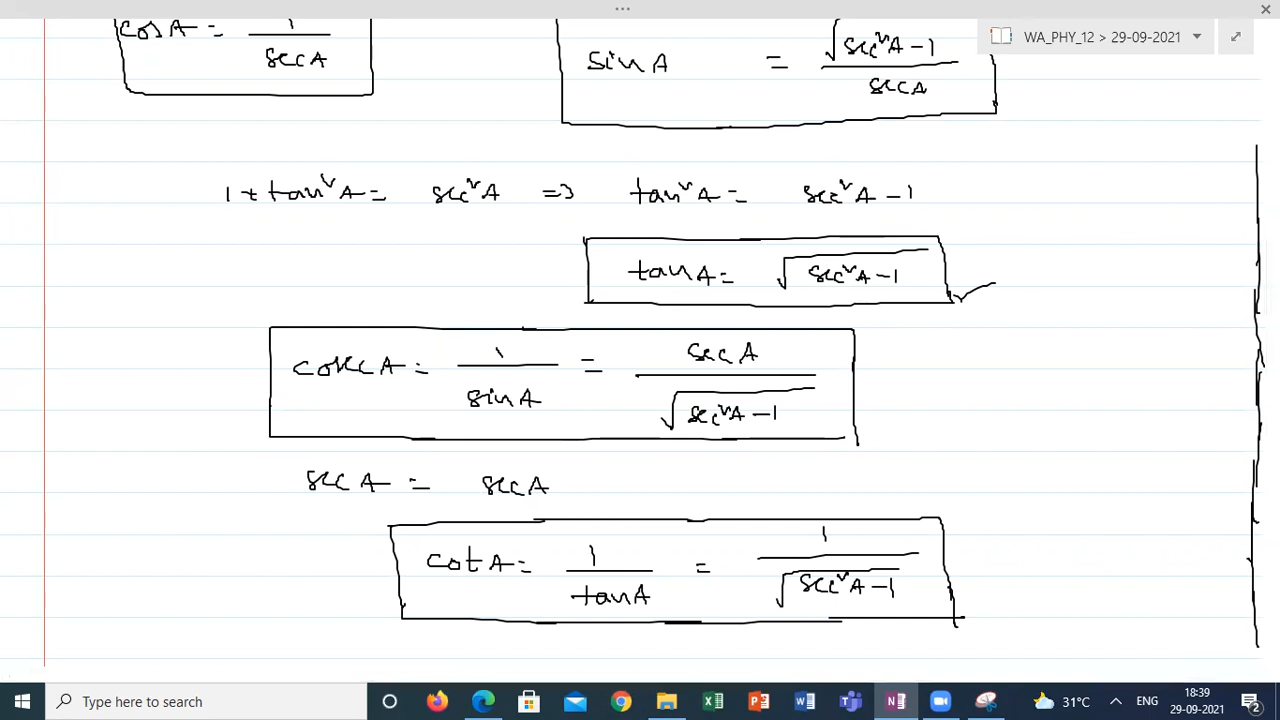 cosA = 1/secA
sinA = √(sec²A-1)/secA
WA_PHY_12 > 29-09-2021
1 + tan²A = sec²A => tan²A = sec²A - 1
tanA = √(sec²A-1)
cosecA = 1/sinA = secA/√(sec²A-1)
secA = secA
cotA = 1/tanA = 1/√(sec²A-1)
Type here to search
31°C
ENG
18:39
29-09-2021
2